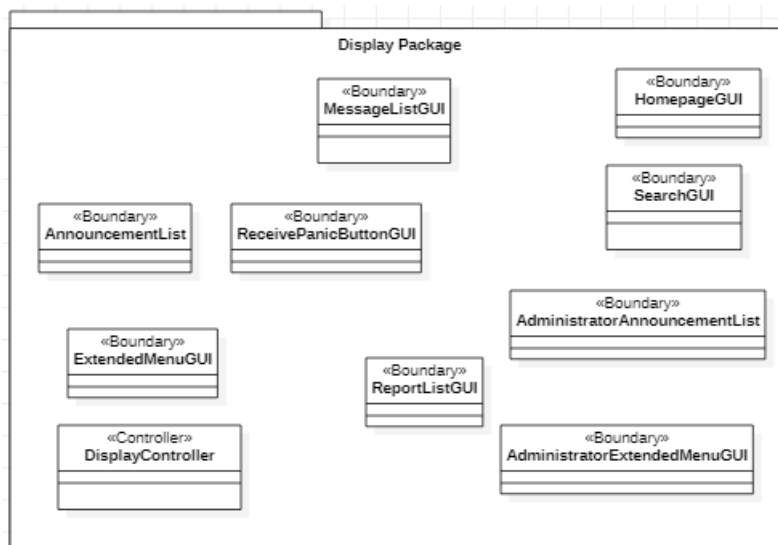 Display Package
«Boundary»
MessageListGUI
«Boundary»
HomepageGUI
«Boundary»
SearchGUI
«Boundary»
AnnouncementList
«Boundary»
ReceivePanicButtonGUI
«Boundary»
AdministratorAnnouncementList
«Boundary»
ExtendedMenuGUI
«Boundary»
ReportListGUI
«Controller»
DisplayController
«Boundary»
AdministratorExtendedMenuGUI